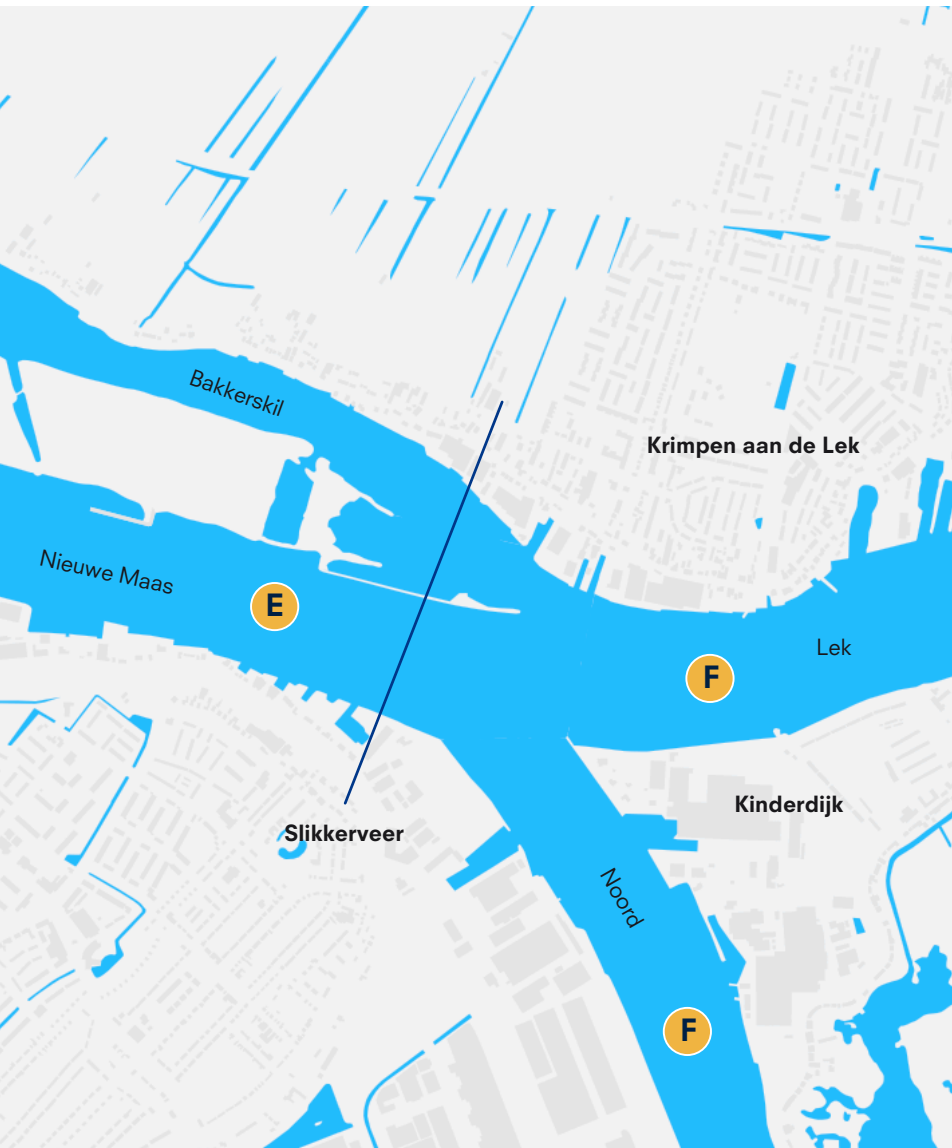 Bakkerskil
Krimpen aan de Lek
Nieuwe Maas
E
Lek
F
Kinderdijk
Slikkerveer
Noord
F